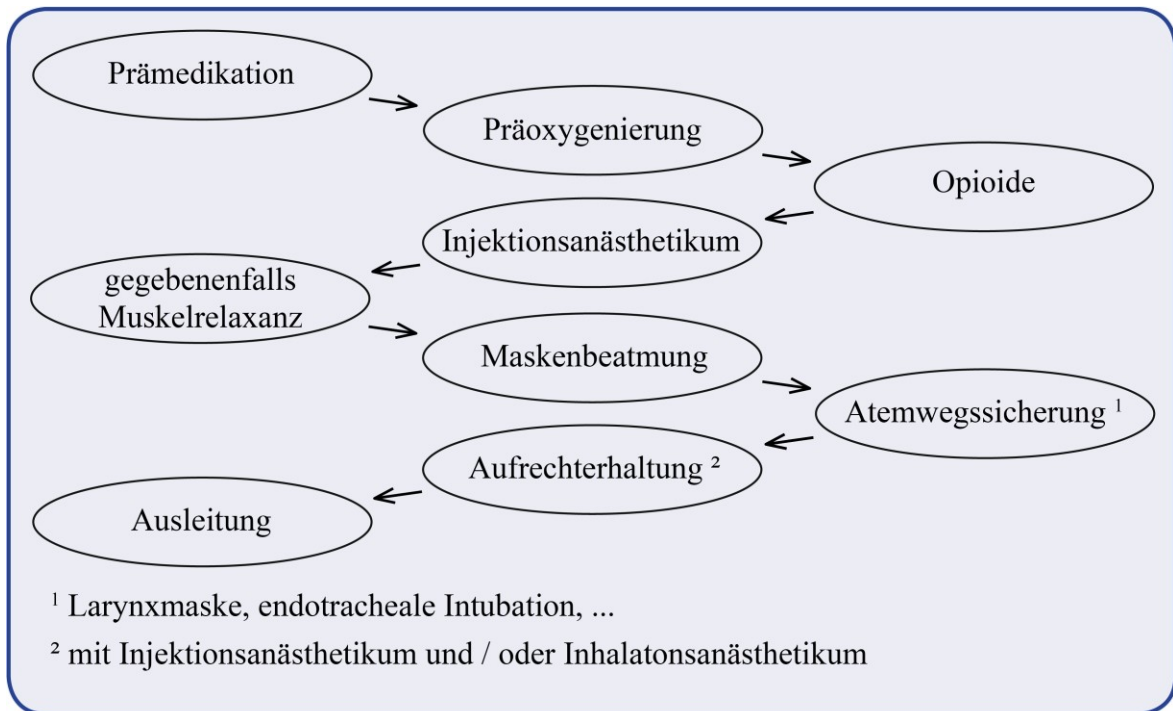 Prämedikation
Präoxygenierung
Opioide
Injektionsanästhetikum
gegebenenfalls
Muskelrelaxanz
Maskenbeatmung
Atemwegssicherung ¹
Aufrechterhaltung ²
Ausleitung
¹ Larynxmaske, endotracheale Intubation, ...
² mit Injektionsanästhetikum und / oder Inhalatonsanästhetikum